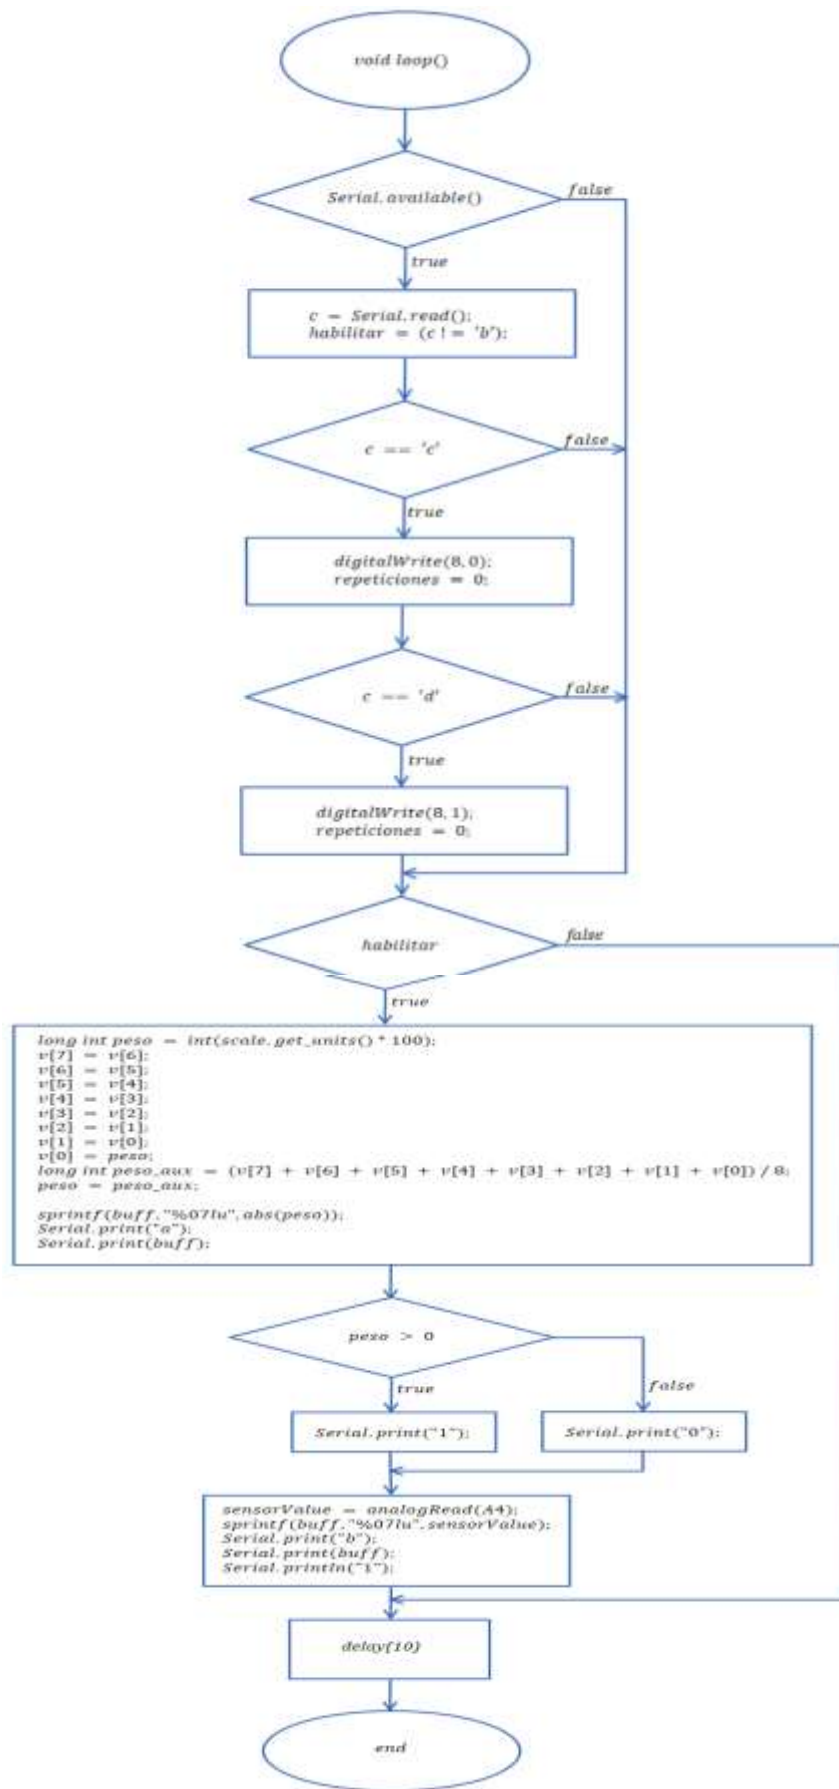 void loop()
Serial.available()
false
true
c = Serial.read();
habilitar = (c ! = 'b');
c == 'c'
false
true
digitalWrite(8,0);
repeticiones = 0;
c == 'd'
false
true
digitalWrite(8,1);
repeticiones = 0;
habilitar
false
true
long int peso = int(scale.get_units() * 100);
v[7] = v[6];
v[6] = v[5];
v[5] = v[4];
v[4] = v[3];
v[3] = v[2];
v[2] = v[1];
v[1] = v[0];
v[0] = peso;
long int peso_aux = (v[7] + v[6] + v[5] + v[4] + v[3] + v[2] + v[1] + v[0]) / 8;
peso = peso_aux;
sprintf(buff,"%07lu",abs(peso));
Serial.print("a");
Serial.print(buff);
peso > 0
true
false
Serial.print("1");
Serial.print("0");
sensorValue = analogRead(A4);
sprintf(buff,"%07lu",sensorValue);
Serial.print("b");
Serial.print(buff);
Serial.println("1");
delay(10)
end